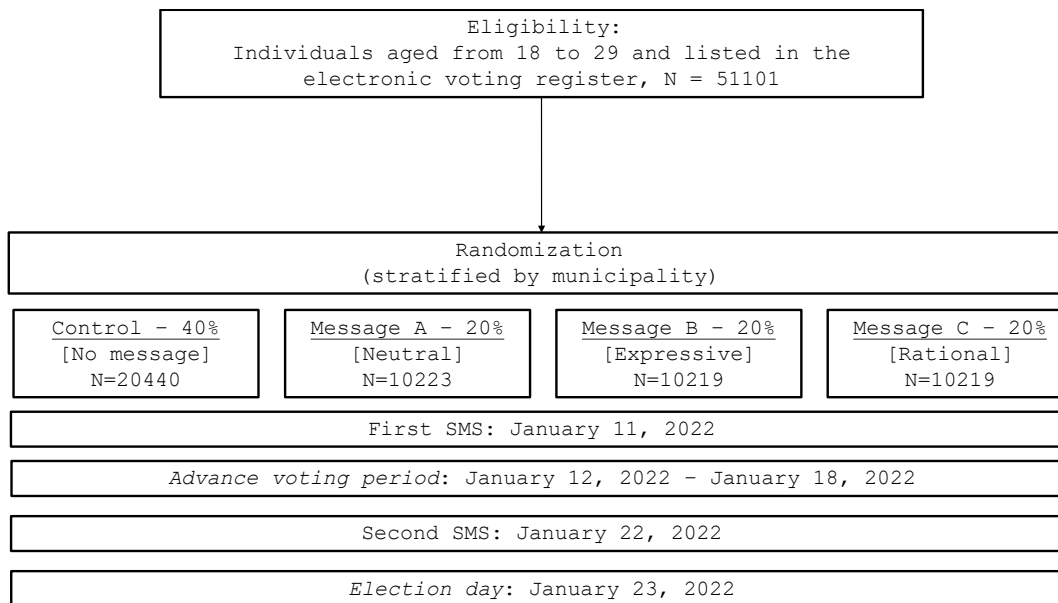 Eligibility:
Individuals aged from 18 to 29 and listed in the
electronic voting register, N = 51101
Randomization
(stratified by municipality)
Control – 40%
[No message]
N=20440
Message A – 20%
[Neutral]
N=10223
Message B – 20%
[Expressive]
N=10219
Message C – 20%
[Rational]
N=10219
First SMS: January 11, 2022
Advance voting period: January 12, 2022 – January 18, 2022
Second SMS: January 22, 2022
Election day: January 23, 2022